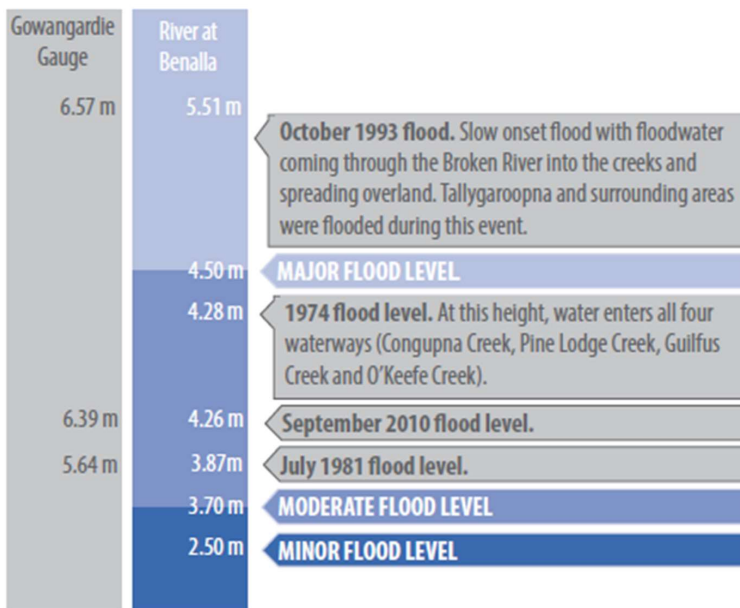 Gowangardie
Gauge
River at
Benalla
6.57 m
5.51 m
October 1993 flood. Slow onset flood with floodwater
coming through the Broken River into the creeks and
spreading overland. Tallygaroopna and surrounding areas
were flooded during this event.
4.50 m
MAJOR FLOOD LEVEL
4.28 m
1974 flood level. At this height, water enters all four
waterways (Congupna Creek, Pine Lodge Creek, Guilfus
Creek and O'Keefe Creek).
6.39 m
4.26 m
September 2010 flood level.
5.64 m
3.87m
July 1981 flood level.
3.70 m
MODERATE FLOOD LEVEL
2.50 m
MINOR FLOOD LEVEL